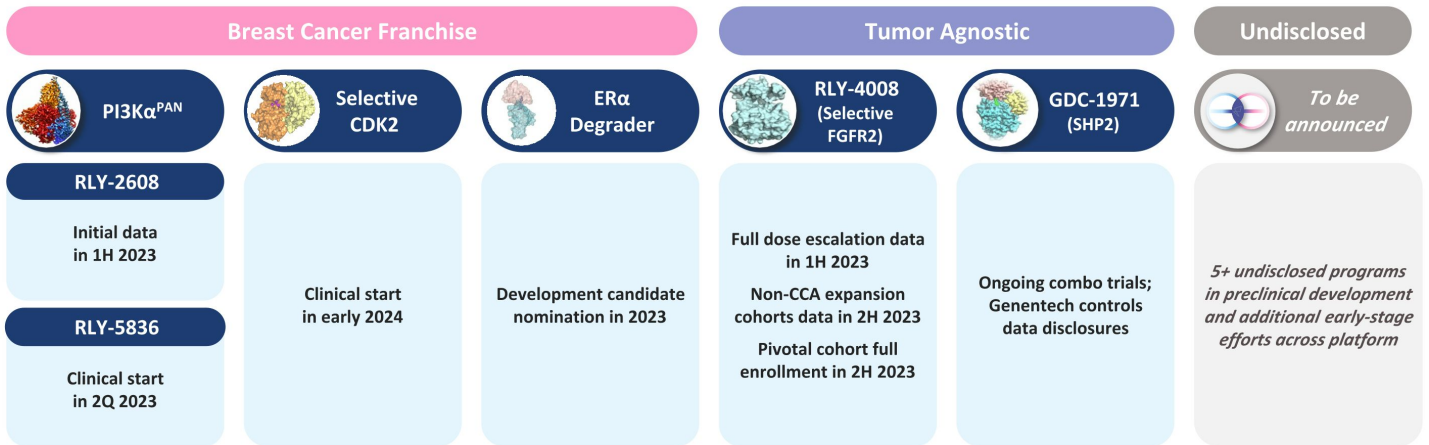 Breast Cancer Franchise
Tumor Agnostic
Undisclosed
PI3Kα^PAN
Selective
CDK2
ERα
Degrader
RLY-4008
(Selective
FGFR2)
GDC-1971
(SHP2)
To be
announced
RLY-2608
Initial data
in 1H 2023
RLY-5836
Clinical start
in 2Q 2023
Clinical start
in early 2024
Development candidate
nomination in 2023
Full dose escalation data
in 1H 2023
Non-CCA expansion
cohorts data in 2H 2023
Pivotal cohort full
enrollment in 2H 2023
Ongoing combo trials;
Genentech controls
data disclosures
5+ undisclosed programs
in preclinical development
and additional early-stage
efforts across platform